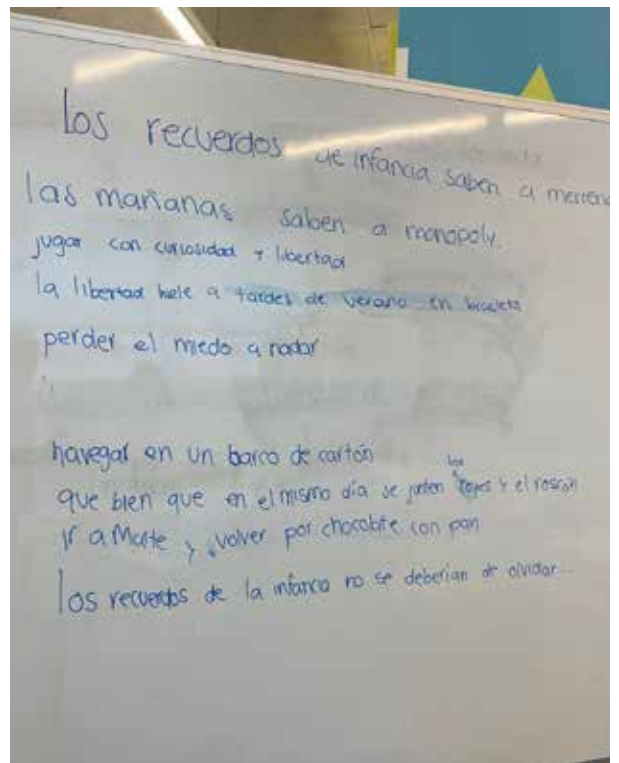 los recuerdos de infancia saben a meriend
las mañanas saben a monopoly.
jugar con curiosidad y libertad
la libertad hele a tardes de verano en bicicleta
perder el miedo a nadar
navegar en un barco de cartón
que bien que en el mismo día se junten los reyes y el roscón
ir a Marte y volver por chocolate con pan
los recuerdos de la infancia no se deberian de olvidar...